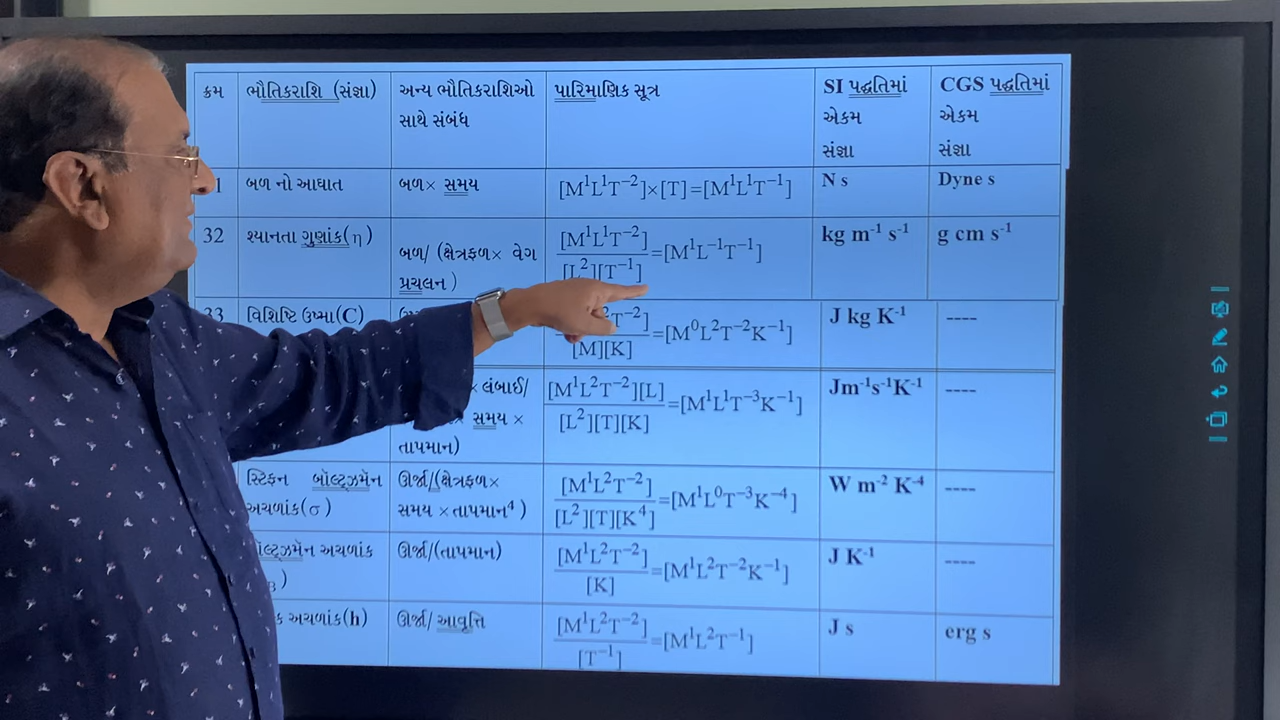 ક્રમ ભૌતિકરાશિ (સંજ્ઞા) અન્ય ભૌતિકરાશિઓ પારિમાણિક સૂત્ર SI પદ્ધતિમાં CGS પદ્ધતિમાં
સાથે સંબંધ એકમ એકમ
સંજ્ઞા સંજ્ઞા
1 બળ નો આઘાત બળ× સમય [M¹L¹T⁻²]×[T]=[M¹L¹T⁻¹] N s Dyne s
32 શ્યાનતા ગુણાંક(η) બળ/ (ક્ષેત્રફળ× વેગ [M¹L¹T⁻²] kg m⁻¹ s⁻¹ g cm s⁻¹
પ્રચલન ) [L²][T⁻¹] =[M¹L⁻¹T⁻¹]
33 વિશિષ્ટિ ઉષ્મા(C) T⁻²] J kg K⁻¹ ----
[M][K] =[M⁰L²T⁻²K⁻¹]
× લંબાઈ/ [M¹L²T⁻²][L] Jm⁻¹s⁻¹K⁻¹ ----
× સમય × [L²][T][K] =[M¹L¹T⁻³K⁻¹]
તાપમાન)
સ્ટિફન બૉલ્ટ્ઝમૅન ઊર્જા/(ક્ષેત્રફળ× [M¹L²T⁻²] W m⁻² K⁻⁴ ----
અચળાંક(σ) સમય ×તાપમાન⁴ ) [L²][T][K⁴] =[M¹L⁰T⁻³K⁻⁴]
અચળાંક ઊર્જા/(તાપમાન) [M¹L²T⁻²] J K⁻¹ ----
B) [K] =[M¹L²T⁻²K⁻¹]
અચળાંક(h) ઊર્જા/ આવૃત્તિ [M¹L²T⁻²] J s erg s
[T⁻¹] =[M¹L²T⁻¹]